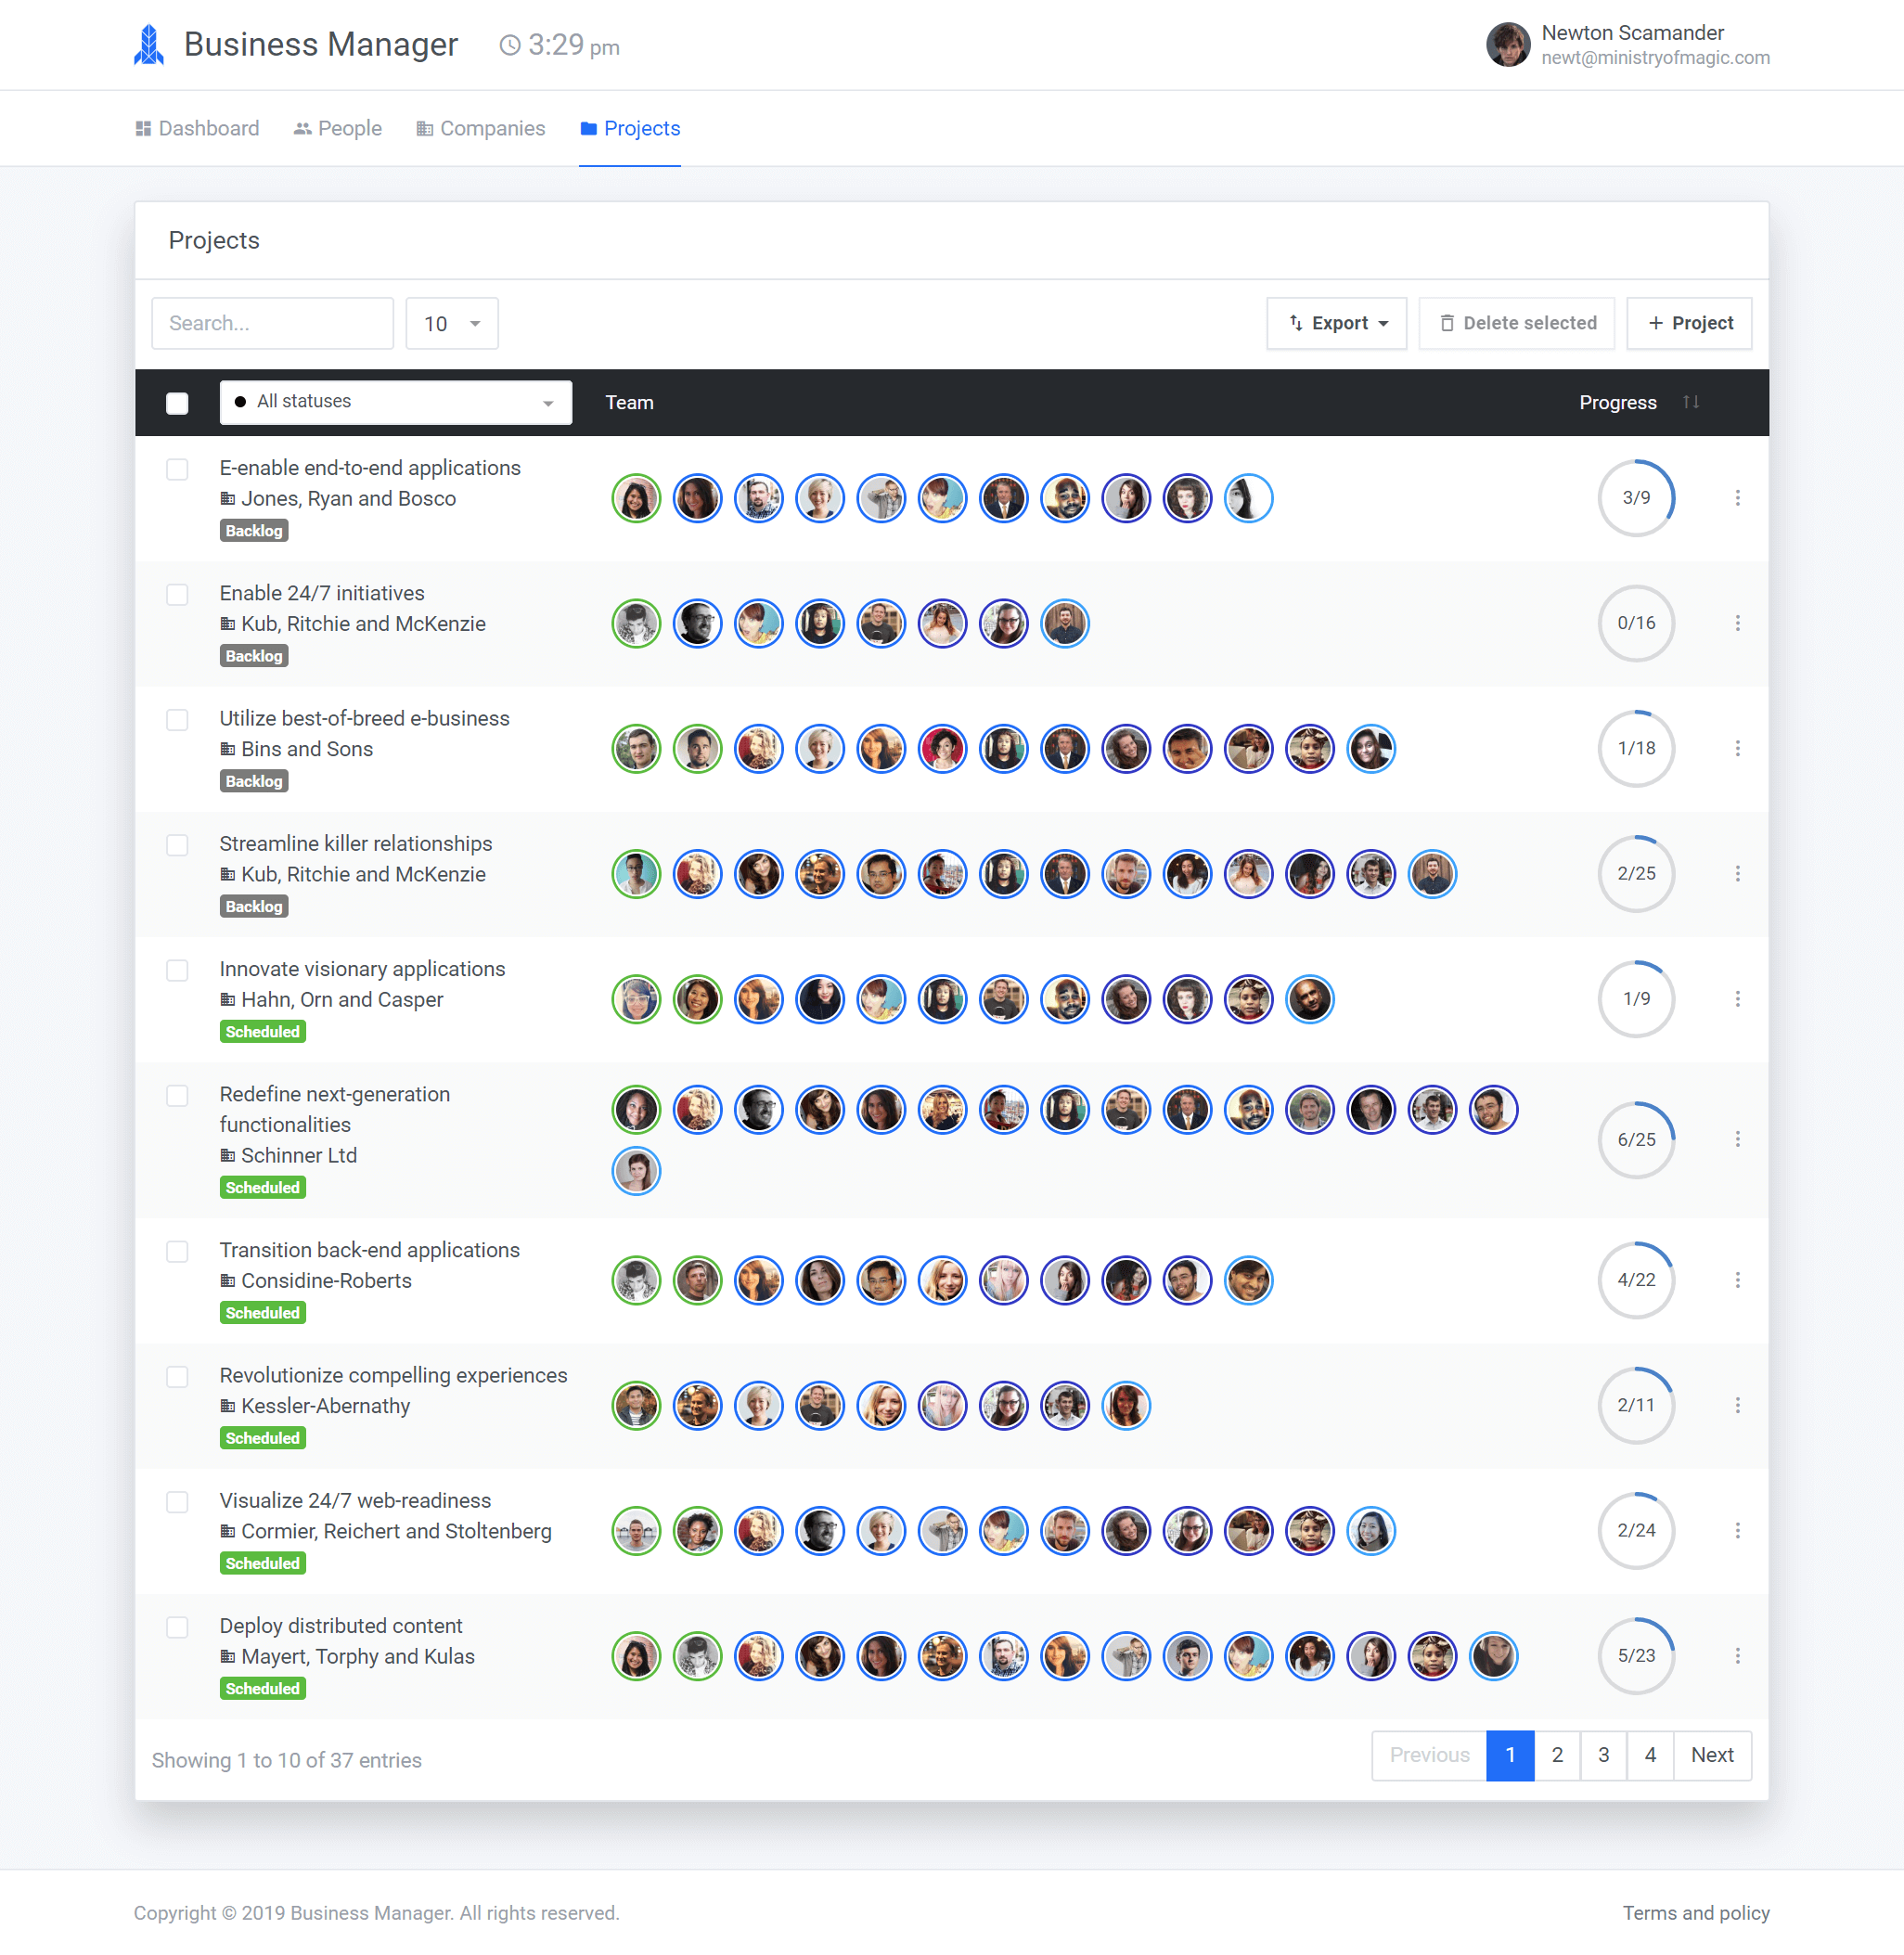 Business Manager
3:29 pm
Newton Scamander
newt@ministryofmagic.com
Dashboard
People
Companies
Projects
Projects
Search...
10
Export
Delete selected
+ Project
All statuses
Team
Progress
E-enable end-to-end applications
Jones, Ryan and Bosco
Backlog
3/9
Enable 24/7 initiatives
Kub, Ritchie and McKenzie
Backlog
0/16
Utilize best-of-breed e-business
Bins and Sons
Backlog
1/18
Streamline killer relationships
Kub, Ritchie and McKenzie
Backlog
2/25
Innovate visionary applications
Hahn, Orn and Casper
Scheduled
1/9
Redefine next-generation
functionalities
Schinner Ltd
Scheduled
6/25
Transition back-end applications
Considine-Roberts
Scheduled
4/22
Revolutionize compelling experiences
Kessler-Abernathy
Scheduled
2/11
Visualize 24/7 web-readiness
Cormier, Reichert and Stoltenberg
Scheduled
2/24
Deploy distributed content
Mayert, Torphy and Kulas
Scheduled
5/23
Showing 1 to 10 of 37 entries
Previous
1
2
3
4
Next
Copyright © 2019 Business Manager. All rights reserved.
Terms and policy